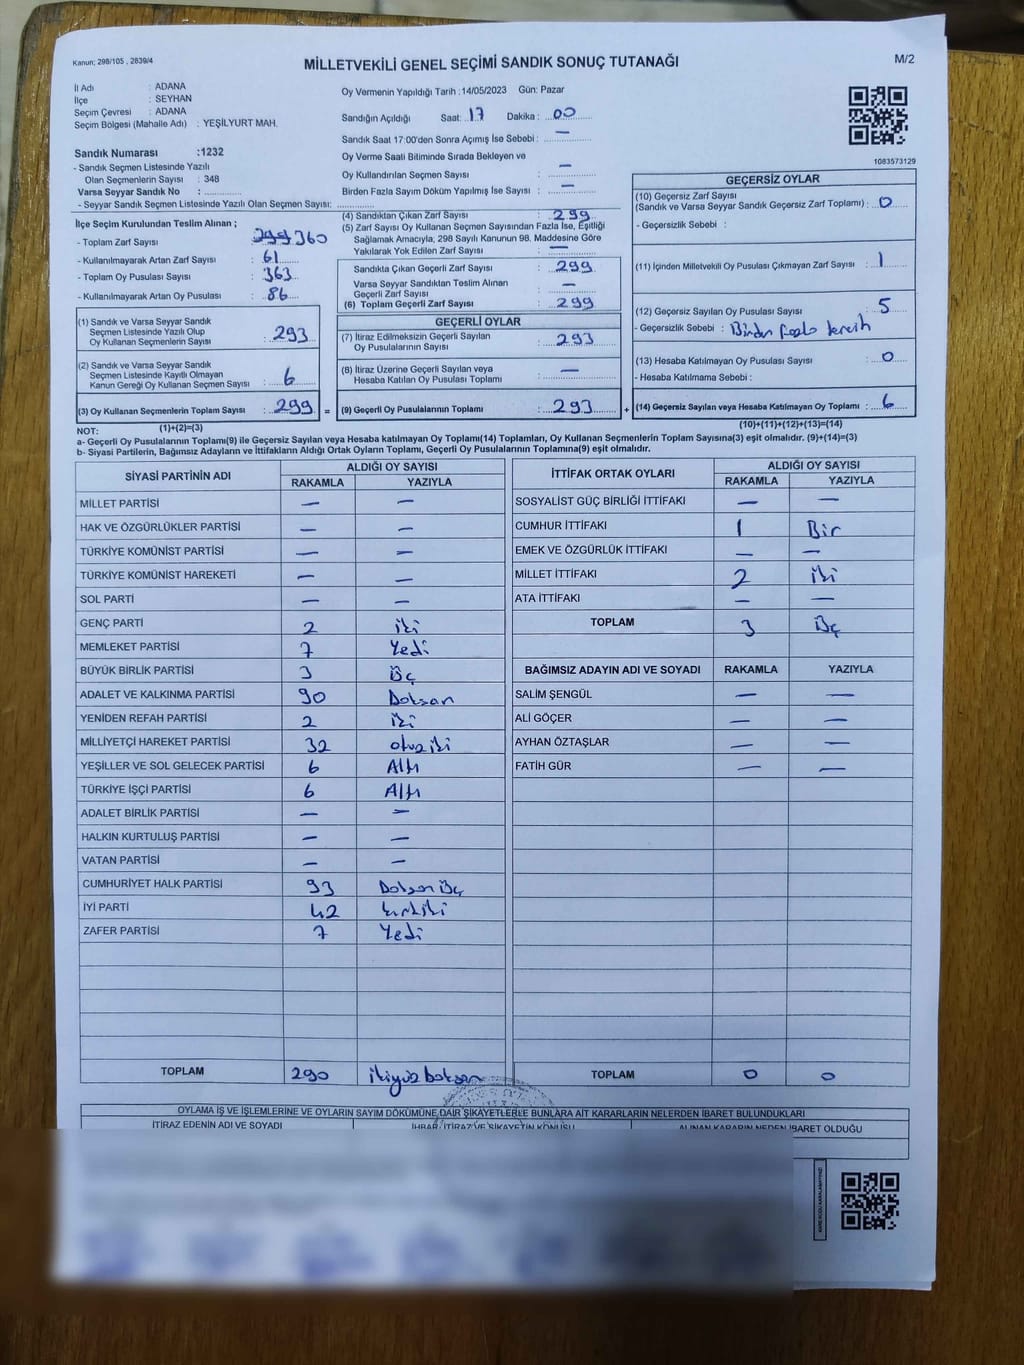 Kanun; 298/105 , 2839/4
MİLLETVEKİLİ GENEL SEÇİMİ SANDIK SONUÇ TUTANAĞI
M/2
İl Adı : ADANA
İlçe : SEYHAN
Seçim Çevresi : ADANA
Seçim Bölgesi (Mahalle Adı) : YEŞİLYURT MAH.
Sandık Numarası :1232
- Sandık Seçmen Listesinde Yazılı
Olan Seçmenlerin Sayısı : 348
Varsa Seyyar Sandık No : ............
- Seyyar Sandık Seçmen Listesinde Yazılı Olan Seçmen Sayısı: ............
Oy Vermenin Yapıldığı Tarih :14/05/2023 Gün: Pazar
Sandığın Açıldığı Saat: 17 Dakika : 00
Sandık Saat 17:00'den Sonra Açımış İse Sebebi : —
Oy Verme Saati Bitiminde Sırada Bekleyen ve
Oy Kullandırılan Seçmen Sayısı : —
Birden Fazla Sayım Döküm Yapılmış İse Sayısı : —
1083573129
İlçe Seçim Kurulundan Teslim Alınan ;
- Toplam Zarf Sayısı : 299 360
- Kullanılmayarak Artan Zarf Sayısı : 61
- Toplam Oy Pusulası Sayısı : 363
- Kullanılmayarak Artan Oy Pusulası : 86
(4) Sandıktan Çıkan Zarf Sayısı : 299
(5) Zarf Sayısı Oy Kullanan Seçmen Sayısından Fazla İse, Eşitliği
Sağlamak Amacıyla, 298 Sayılı Kanunun 98. Maddesine Göre
Yakılarak Yok Edilen Zarf Sayısı : —
Sandıkta Çıkan Geçerli Zarf Sayısı : 299
Varsa Seyyar Sandıktan Teslim Alınan
Geçerli Zarf Sayısı : —
(6) Toplam Geçerli Zarf Sayısı : 299
GEÇERSİZ OYLAR
(10) Geçersiz Zarf Sayısı
(Sandık ve Varsa Seyyar Sandık Geçersiz Zarf Toplamı) : 0
- Geçersizlik Sebebi :
(11) İçinden Milletvekili Oy Pusulası Çıkmayan Zarf Sayısı : 1
(12) Geçersiz Sayılan Oy Pusulası Sayısı : 5
- Geçersizlik Sebebi : Birden fazla tercih
(13) Hesaba Katılmayan Oy Pusulası Sayısı : 0
- Hesaba Katılmama Sebebi :
(14) Geçersiz Sayılan veya Hesaba Katılmayan Oy Toplamı : 6
(10)+(11)+(12)+(13)=(14)
(1) Sandık ve Varsa Seyyar Sandık
Seçmen Listesinde Yazılı Olup
Oy Kullanan Seçmenlerin Sayısı : 293
(2) Sandık ve Varsa Seyyar Sandık
Seçmen Listesinde Kayıtlı Olmayan
Kanun Gereği Oy Kullanan Seçmen Sayısı : 6
(3) Oy Kullanan Seçmenlerin Toplam Sayısı : 299 =
(1)+(2)=(3)
GEÇERLİ OYLAR
(7) İtiraz Edilmeksizin Geçerli Sayılan
Oy Pusulalarının Sayısı : 293
(8) İtiraz Üzerine Geçerli Sayılan veya
Hesaba Katılan Oy Pusulası Toplamı : —
(9) Geçerli Oy Pusulalarının Toplamı : 293 +
NOT:
a- Geçerli Oy Pusulalarının Toplamı(9) ile Geçersiz Sayılan veya Hesaba katılmayan Oy Toplamı(14) Toplamları, Oy Kullanan Seçmenlerin Toplam Sayısına(3) eşit olmalıdır. (9)+(14)=(3)
b- Siyasi Partilerin, Bağımsız Adayların ve İttifakların Aldığı Ortak Oyların Toplamı, Geçerli Oy Pusulalarının Toplamına(9) eşit olmalıdır.
SİYASİ PARTİNİN ADI ALDIĞI OY SAYISI
RAKAMLA YAZIYLA
MİLLET PARTİSİ — —
HAK VE ÖZGÜRLÜKLER PARTİSİ — —
TÜRKİYE KOMÜNİST PARTİSİ — —
TÜRKİYE KOMÜNİST HAREKETİ — —
SOL PARTİ — —
GENÇ PARTİ 2 iki
MEMLEKET PARTİSİ 7 Yedi
BÜYÜK BİRLİK PARTİSİ 3 Üç
ADALET VE KALKINMA PARTİSİ 90 Doksan
YENİDEN REFAH PARTİSİ 2 iki
MİLLİYETÇİ HAREKET PARTİSİ 32 otuz iki
YEŞİLLER VE SOL GELECEK PARTİSİ 6 Altı
TÜRKİYE İŞÇİ PARTİSİ 6 Altı
ADALET BİRLİK PARTİSİ — —
HALKIN KURTULUŞ PARTİSİ — —
VATAN PARTİSİ — —
CUMHURİYET HALK PARTİSİ 93 Doksan Üç
İYİ PARTİ 42 kırkiki
ZAFER PARTİSİ 7 Yedi
TOPLAM 290 ikiyüz doksan
İTTİFAK ORTAK OYLARI ALDIĞI OY SAYISI
RAKAMLA YAZIYLA
SOSYALİST GÜÇ BİRLİĞİ İTTİFAKI — —
CUMHUR İTTİFAKI 1 Bir
EMEK VE ÖZGÜRLÜK İTTİFAKI — —
MİLLET İTTİFAKI 2 iki
ATA İTTİFAKI — —
TOPLAM 3 Üç
BAĞIMSIZ ADAYIN ADI VE SOYADI RAKAMLA YAZIYLA
SALİM ŞENGÜL — —
ALİ GÖÇER — —
AYHAN ÖZTAŞLAR — —
FATİH GÜR — —
TOPLAM 0 0
OYLAMA İŞ VE İŞLEMLERİNE VE OYLARIN SAYIM DÖKÜMÜNE DAİR ŞİKAYETLERLE BUNLARA AİT KARARLARIN NELERDEN İBARET BULUNDUKLARI
İTİRAZ EDENİN ADI VE SOYADI İHBAR, İTİRAZ VE ŞİKAYETİN KONUSU ALINAN KARARIN NEDEN İBARET OLDUĞU